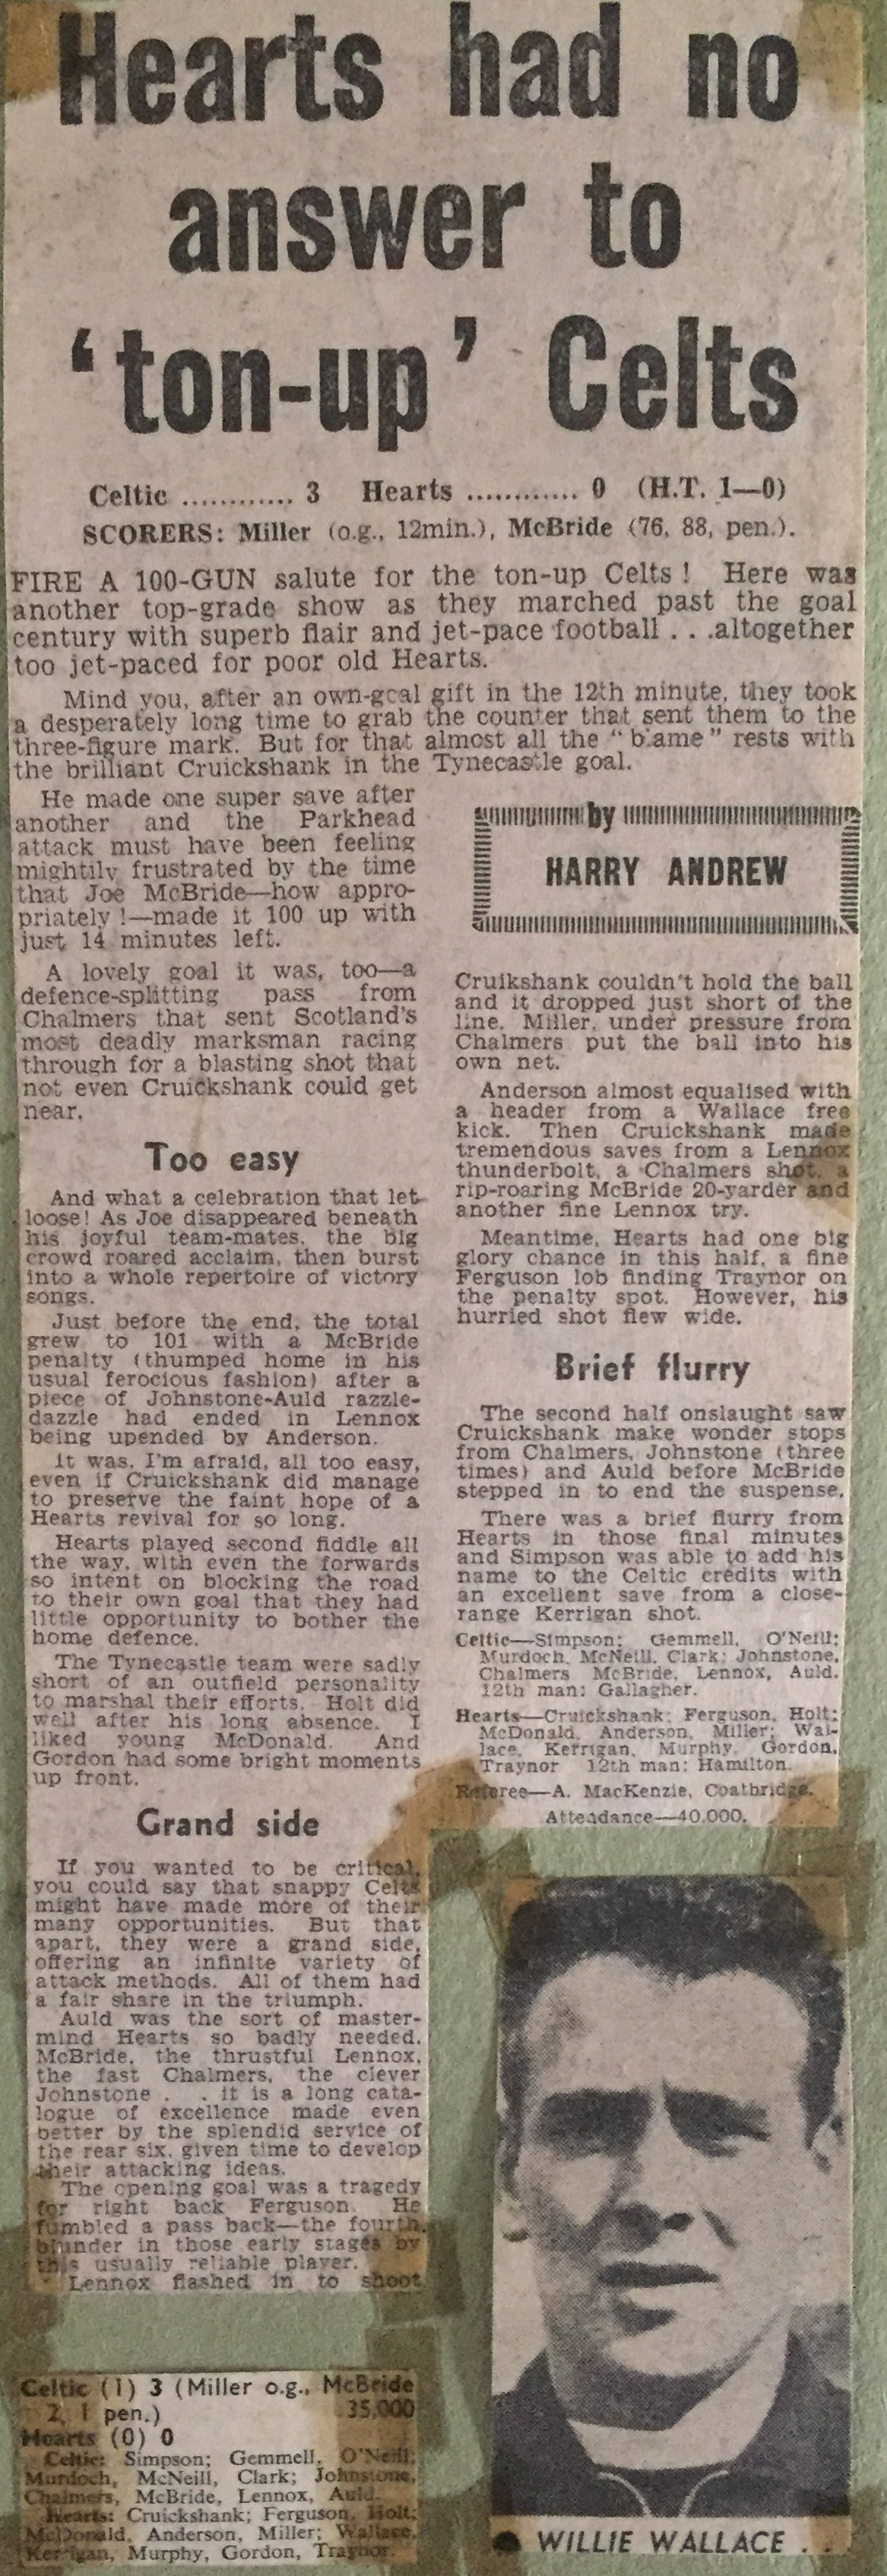 Hearts had no
answer to
‘ton-up’ Celts
Celtic ............ 3 Hearts ............ 0 (H.T. 1—0)
SCORERS: Miller (o.g., 12min.), McBride (76, 88, pen.).
FIRE A 100-GUN salute for the ton-up Celts! Here was
another top-grade show as they marched past the goal
century with superb flair and jet-pace football . . .altogether
too jet-paced for poor old Hearts.
Mind you, after an own-goal gift in the 12th minute, they took
a desperately long time to grab the counter that sent them to the
three-figure mark. But for that almost all the “blame” rests with
the brilliant Cruickshank in the Tynecastle goal.
He made one super save after
another and the Parkhead
attack must have been feeling
mightily frustrated by the time
that Joe McBride—how appro-
priately!—made it 100 up with
just 14 minutes left.
A lovely goal it was, too—a
defence-splitting pass from
Chalmers that sent Scotland's
most deadly marksman racing
through for a blasting shot that
not even Cruickshank could get
near.
Too easy
And what a celebration that let
loose! As Joe disappeared beneath
his joyful team-mates, the big
crowd roared acclaim, then burst
into a whole repertoire of victory
songs.
Just before the end, the total
grew to 101 with a McBride
penalty (thumped home in his
usual ferocious fashion) after a
piece of Johnstone-Auld razzle-
dazzle had ended in Lennox
being upended by Anderson.
It was, I'm afraid, all too easy,
even if Cruickshank did manage
to preserve the faint hope of a
Hearts revival for so long.
Hearts played second fiddle all
the way, with even the forwards
so intent on blocking the road
to their own goal that they had
little opportunity to bother the
home defence.
The Tynecastle team were sadly
short of an outfield personality
to marshal their efforts. Holt did
well after his long absence. I
liked young McDonald. And
Gordon had some bright moments
up front.
Grand side
If you wanted to be critical,
you could say that snappy Celts
might have made more of their
many opportunities. But that
apart, they were a grand side,
offering an infinite variety of
attack methods. All of them had
a fair share in the triumph.
Auld was the sort of master-
mind Hearts so badly needed.
McBride, the thrustful Lennox,
the fast Chalmers, the clever
Johnstone . . it is a long cata-
logue of excellence made even
better by the splendid service of
the rear six, given time to develop
their attacking ideas.
The opening goal was a tragedy
for right back Ferguson. He
fumbled a pass back—the fourth
blunder in those early stages by
this usually reliable player.
Lennox flashed in to shoot
by
HARRY ANDREW
Cruikshank couldn't hold the ball
and it dropped just short of the
line. Miller, under pressure from
Chalmers put the ball into his
own net.
Anderson almost equalised with
a header from a Wallace free
kick. Then Cruickshank made
tremendous saves from a Lennox
thunderbolt, a Chalmers shot, a
rip-roaring McBride 20-yarder and
another fine Lennox try.
Meantime, Hearts had one big
glory chance in this half, a fine
Ferguson lob finding Traynor on
the penalty spot. However, his
hurried shot flew wide.
Brief flurry
The second half onslaught saw
Cruickshank make wonder stops
from Chalmers, Johnstone (three
times) and Auld before McBride
stepped in to end the suspense.
There was a brief flurry from
Hearts in those final minutes
and Simpson was able to add his
name to the Celtic credits with
an excellent save from a close-
range Kerrigan shot.
Celtic—Simpson; Gemmell, O'Neill;
Murdoch, McNeill, Clark; Johnstone,
Chalmers McBride, Lennox, Auld.
12th man: Gallagher.
Hearts—Cruickshank; Ferguson, Holt;
McDonald, Anderson, Miller; Wal-
lace, Kerrigan, Murphy, Gordon,
Traynor 12th man: Hamilton.
Referee—A. MacKenzie, Coatbridge.
Attendance—40,000.
Celtic (1) 3 (Miller o.g., McBride
2, 1 pen.) 35,000
Hearts (0) 0
Celtic: Simpson; Gemmell, O'Neill;
Murdoch, McNeill, Clark; Johnstone,
Chalmers, McBride, Lennox, Auld.
Hearts: Cruickshank; Ferguson, Holt;
McDonald, Anderson, Miller; Wallace,
Kerrigan, Murphy, Gordon, Traynor.
● WILLIE WALLACE . .